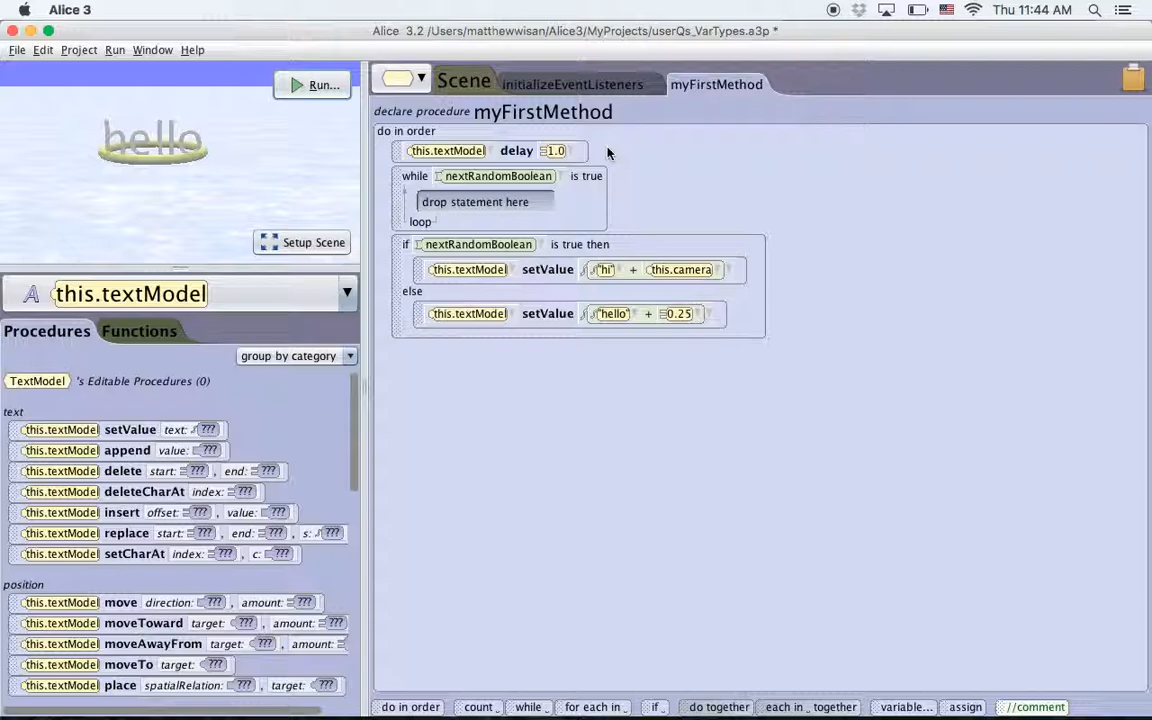 Alice 3 Thu 11:44 AM
Alice 3.2 /Users/matthewwisan/Alice3/MyProjects/userQs_VarTypes.a3p *
File Edit Project Run Window Help
hello
Run...
Setup Scene
Scene initializeEventListeners myFirstMethod
declare procedure myFirstMethod
do in order
this.textModel delay 1.0
while nextRandomBoolean is true
drop statement here
loop
if nextRandomBoolean is true then
this.textModel setValue "hi" + this.camera
else
this.textModel setValue "hello" + 0.25
this.textModel
Procedures Functions
group by category
TextModel 's Editable Procedures (0)
text
this.textModel setValue text: ???
this.textModel append value: ???
this.textModel delete start: ??? , end: ???
this.textModel deleteCharAt index: ???
this.textModel insert offset: ??? , value: ???
this.textModel replace start: ??? , end: ??? , s: ???
this.textModel setCharAt index: ??? , c: ???
position
this.textModel move direction: ??? , amount: ???
this.textModel moveToward target: ??? , amount: ???
this.textModel moveAwayFrom target: ??? , amount:
this.textModel moveTo target: ???
this.textModel place spatialRelation: ??? , target: ???
do in order count while for each in if do together each in together variable... assign //comment